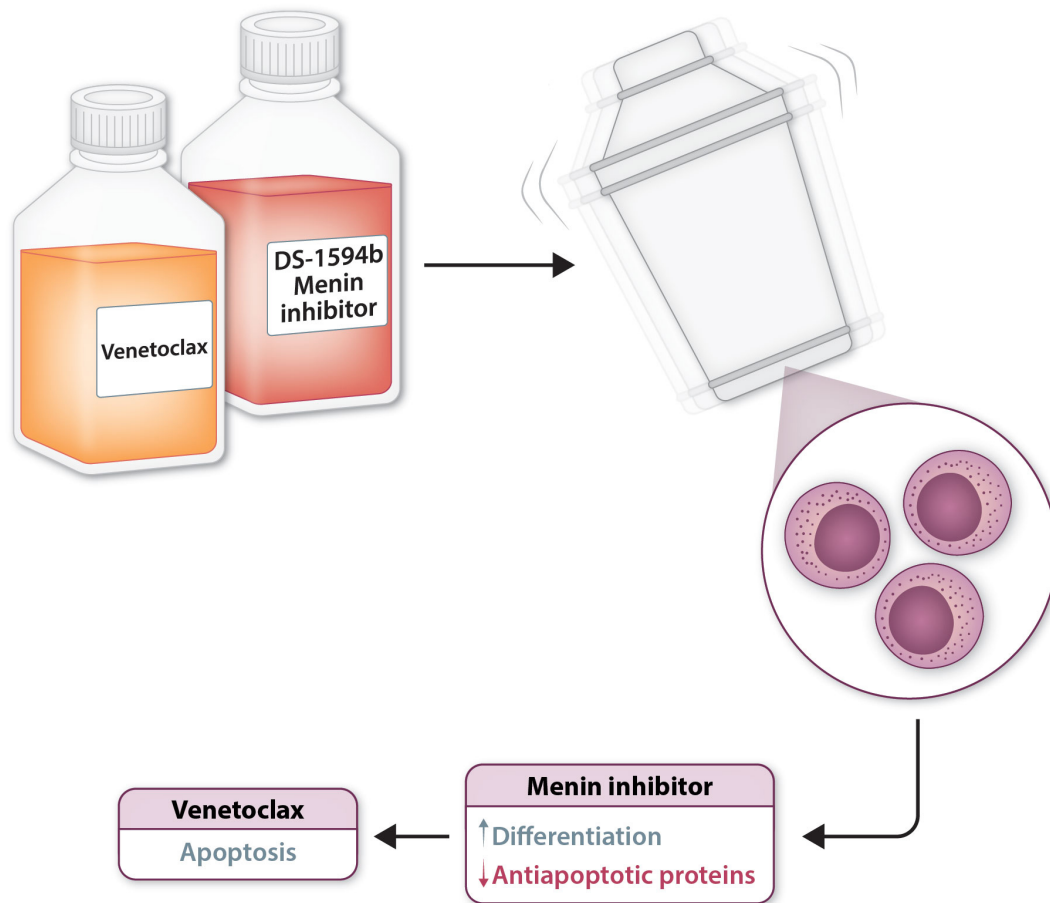 Venetoclax
DS-1594b
Menin
inhibitor
Venetoclax
Apoptosis
Menin inhibitor
↑Differentiation
↓Antiapoptotic proteins